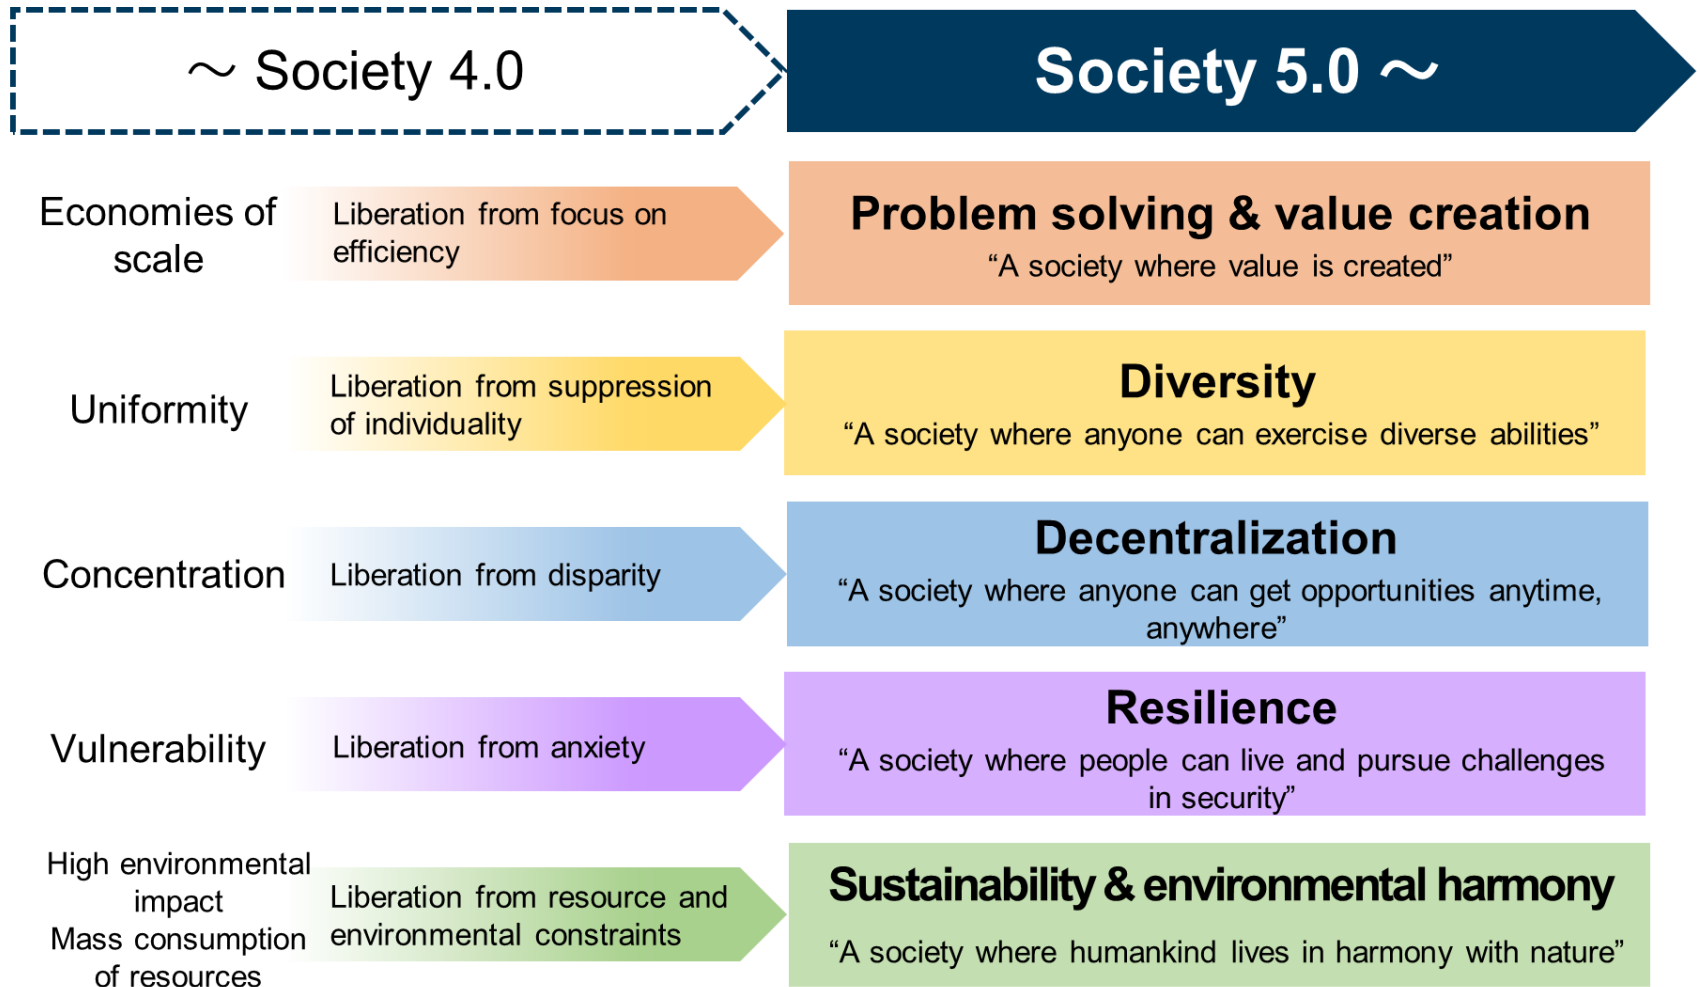 ～ Society 4.0
Society 5.0 ～
Economies of
scale
Liberation from focus on
efficiency
Problem solving & value creation
“A society where value is created”
Uniformity
Liberation from suppression
of individuality
Diversity
“A society where anyone can exercise diverse abilities”
Concentration
Liberation from disparity
Decentralization
“A society where anyone can get opportunities anytime,
anywhere”
Vulnerability
Liberation from anxiety
Resilience
“A society where people can live and pursue challenges
in security”
High environmental
impact
Mass consumption
of resources
Liberation from resource and
environmental constraints
Sustainability & environmental harmony
“A society where humankind lives in harmony with nature”